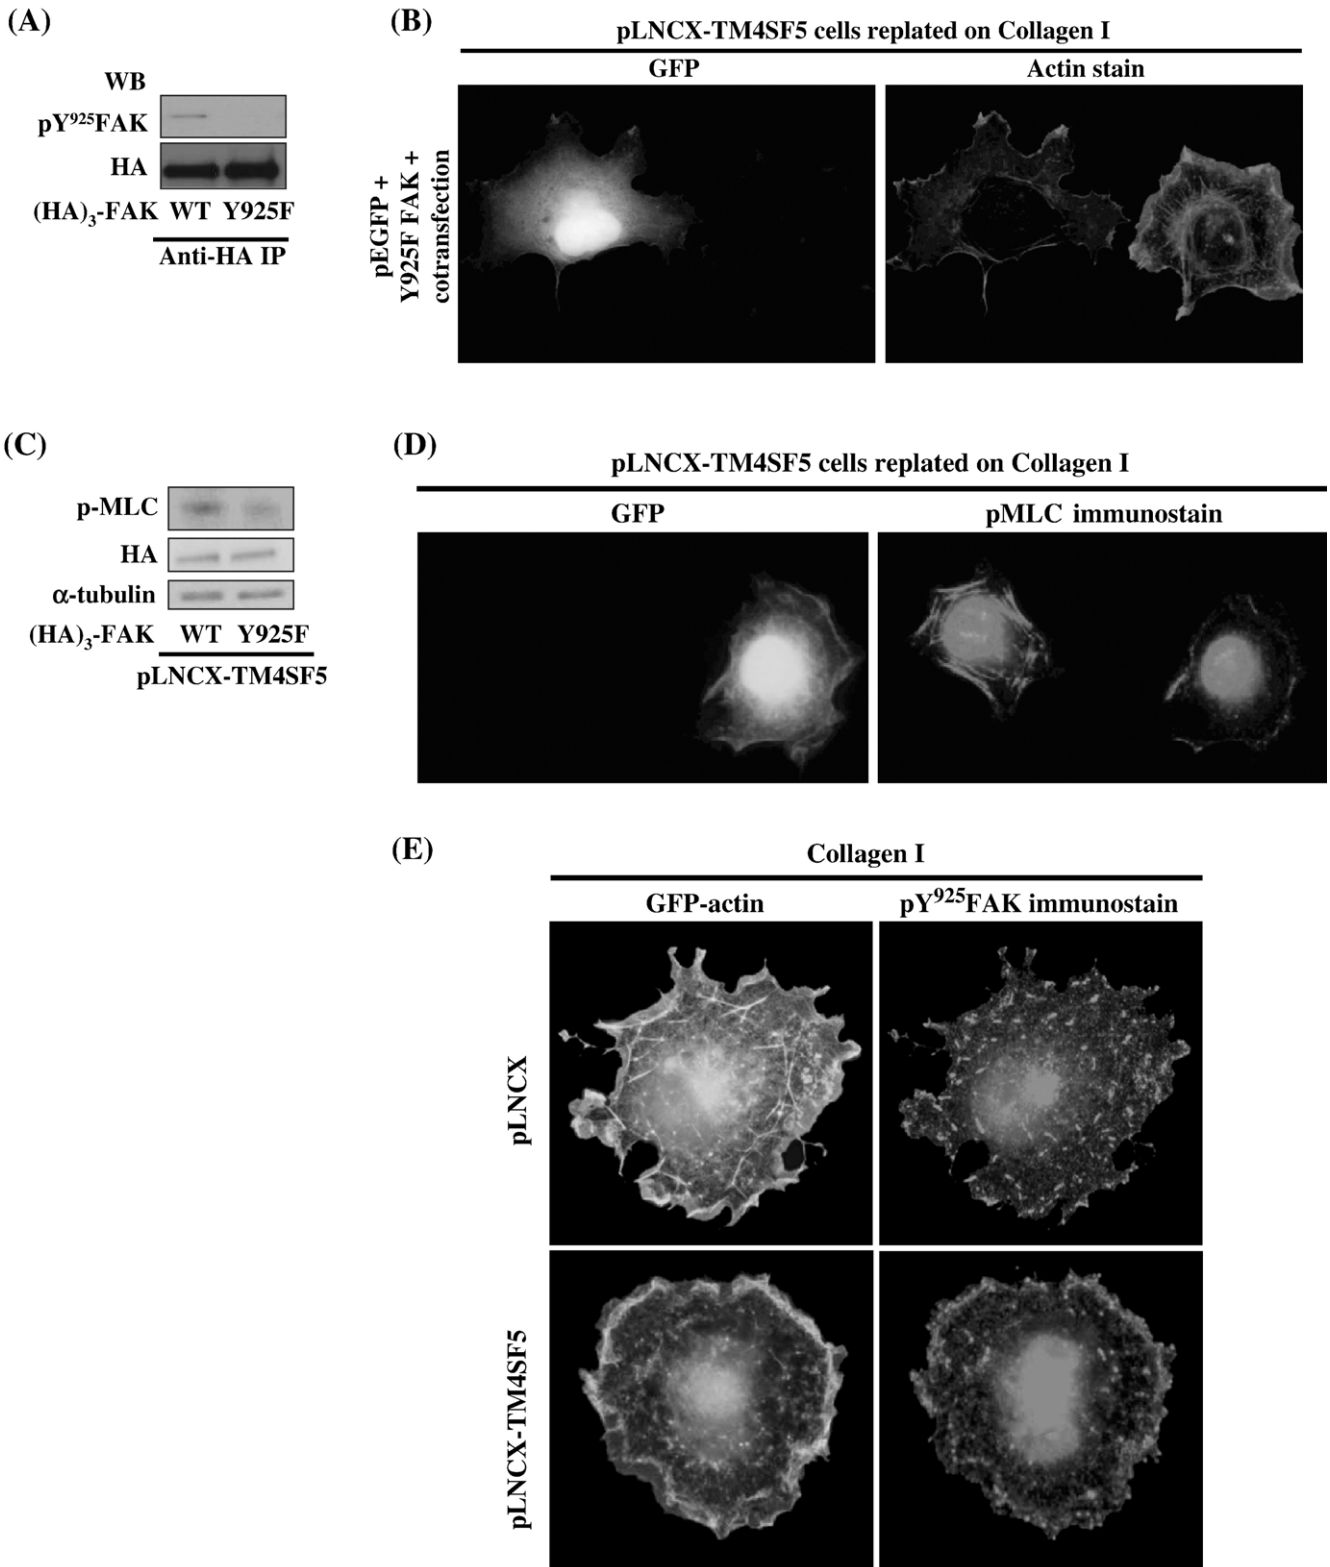 (A)
WB
pY⁹²⁵FAK
HA
(HA)₃-FAK WT Y925F
Anti-HA IP
(B)
pLNCX-TM4SF5 cells replated on Collagen I
GFP Actin stain
pEGFP +
Y925F FAK +
cotransfection
(C)
p-MLC
HA
α-tubulin
(HA)₃-FAK WT Y925F
pLNCX-TM4SF5
(D)
pLNCX-TM4SF5 cells replated on Collagen I
GFP pMLC immunostain
(E)
Collagen I
GFP-actin pY⁹²⁵FAK immunostain
pLNCX
pLNCX-TM4SF5